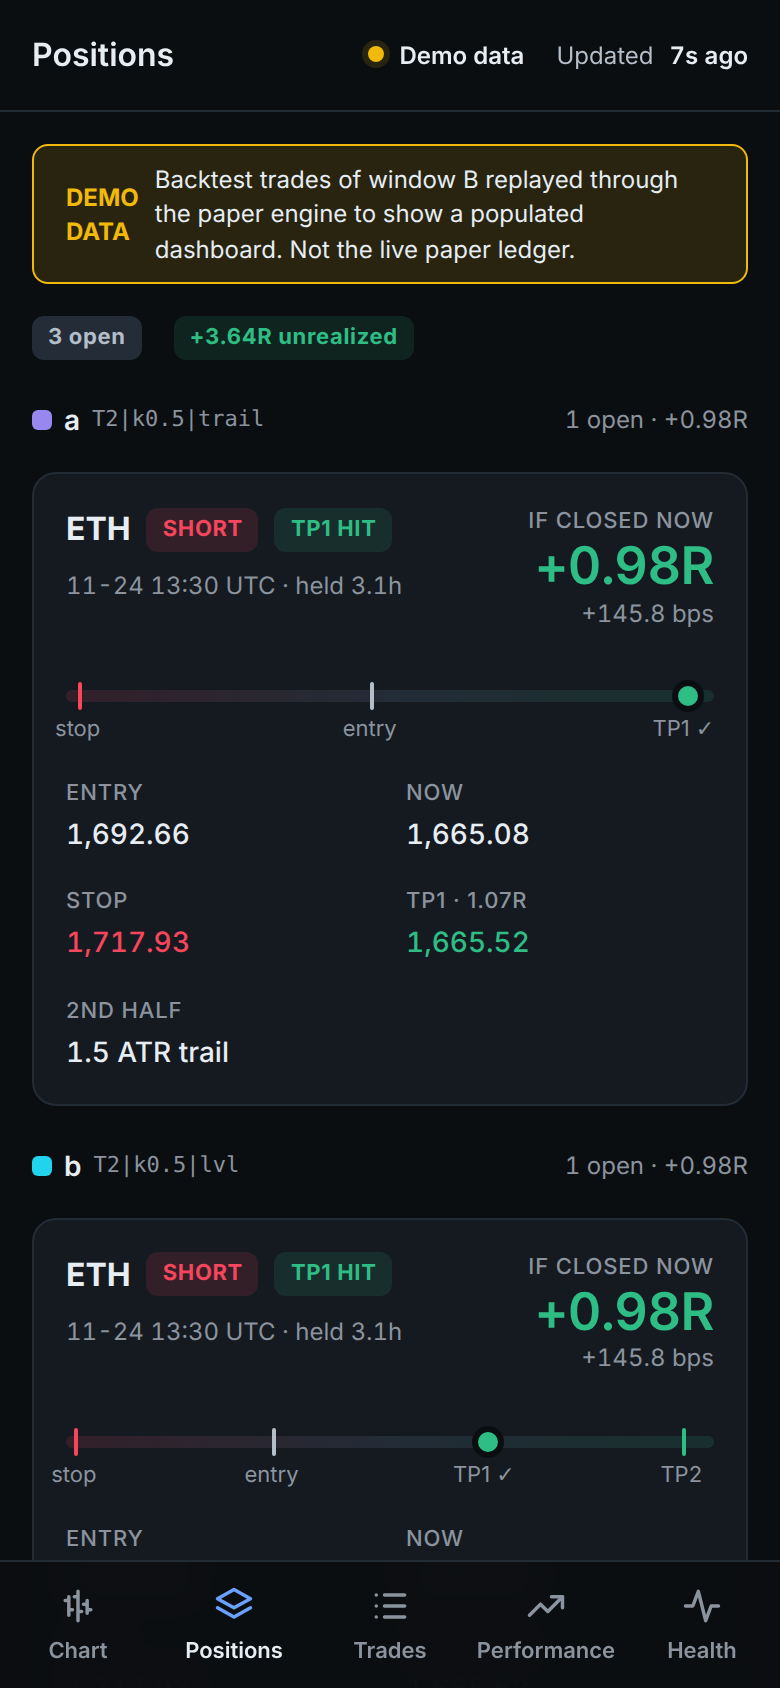 Positions
Demo data Updated 7s ago
DEMO DATA
Backtest trades of window B replayed through
the paper engine to show a populated
dashboard. Not the live paper ledger.
3 open +3.64R unrealized
a T2|k0.5|trail 1 open · +0.98R
ETH SHORT TP1 HIT IF CLOSED NOW
+0.98R
11-24 13:30 UTC · held 3.1h
+145.8 bps
stop entry TP1 ✓
ENTRY NOW
1,692.66 1,665.08
STOP TP1 · 1.07R
1,717.93 1,665.52
2ND HALF
1.5 ATR trail
b T2|k0.5|lvl 1 open · +0.98R
ETH SHORT TP1 HIT IF CLOSED NOW
+0.98R
11-24 13:30 UTC · held 3.1h
+145.8 bps
stop entry TP1 ✓ TP2
ENTRY NOW
Chart Positions Trades Performance Health